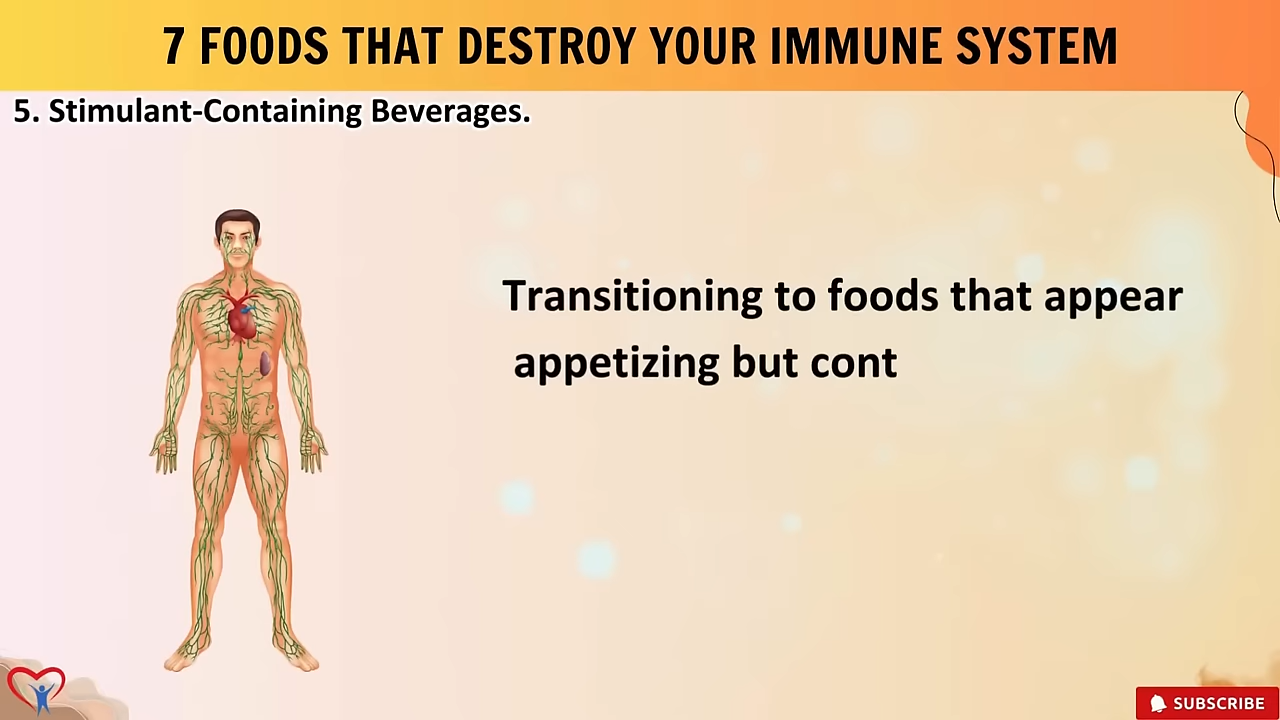 7 FOODS THAT DESTROY YOUR IMMUNE SYSTEM
5. Stimulant-Containing Beverages.
Transitioning to foods that appear
appetizing but cont
SUBSCRIBE